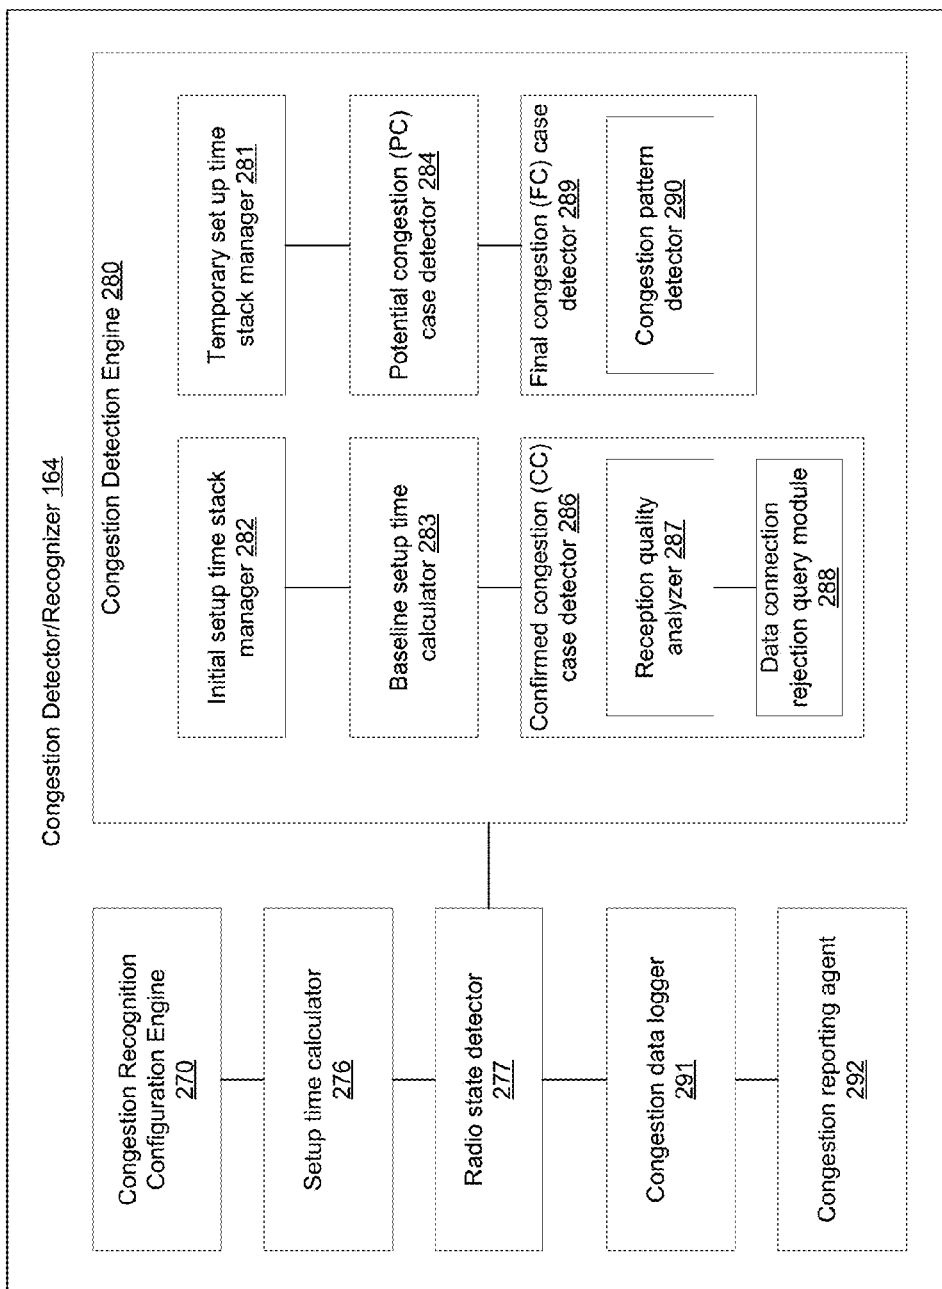 Congestion Detector/Recognizer 164
Congestion Recognition
Configuration Engine
270
Setup time calculator
276
Radio state detector
277
Congestion data logger
291
Congestion reporting agent
292
Congestion Detection Engine 280
Initial setup time stack
manager 282
Baseline setup time
calculator 283
Confirmed congestion (CC)
case detector 286
Reception quality
analyzer 287
Data connection
rejection query module
288
Temporary set up time
stack manager 281
Potential congestion (PC)
case detector 284
Final congestion (FC) case
detector 289
Congestion pattern
detector 290